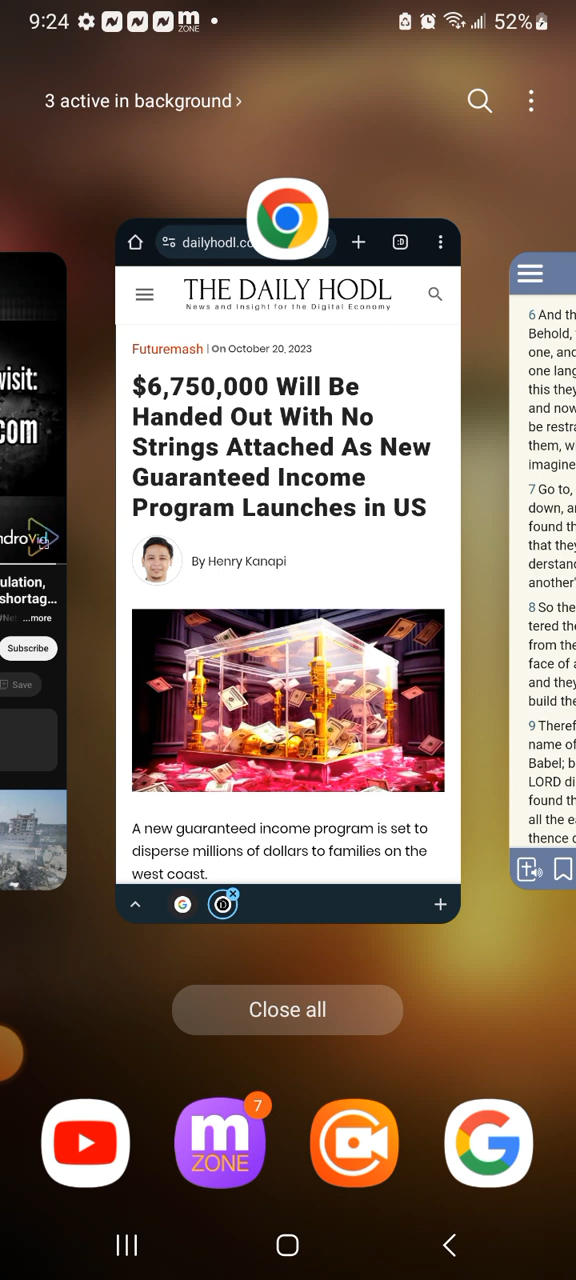 9:24
m ZONE
52%
3 active in background >
dailyhodl.co
:D
THE DAILY HODL
News and Insight for the Digital Economy
Futuremash | On October 20, 2023
$6,750,000 Will Be
Handed Out With No
Strings Attached As New
Guaranteed Income
Program Launches in US
By Henry Kanapi
A new guaranteed income program is set to
disperse millions of dollars to families on the
west coast.
visit:
com
ulation,
shortag...
...more
Subscribe
Save
6 And th
Behold,
one, and
one lang
this they
and now
be restra
them, w
imagine
7 Go to,
down, a
found th
that they
derstand
another'
8 So the
tered the
from the
face of a
and they
build the
9 Theref
name of
Babel; b
LORD di
found th
all the ea
thence d
Close all
7
m
ZONE